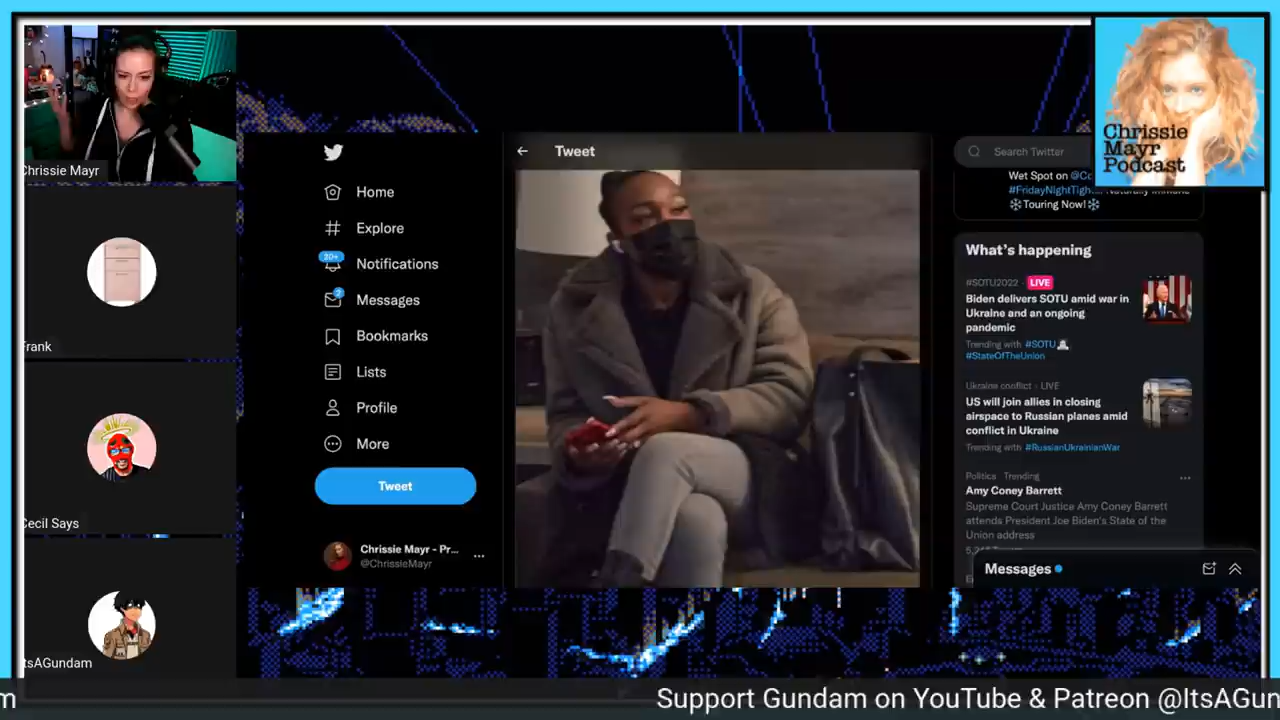 Chrissie Mayr
Frank
Cecil Says
ItsAGundam
Home
Explore
20+
Notifications
2
Messages
Bookmarks
Lists
Profile
More
Tweet
Chrissie Mayr - Pr...
@ChrissieMayr
Tweet
Search Twitter
Wet Spot on @Co
#FridayNIghtTigh... Naturally Immune
❄Touring Now!❄
What's happening
#SOTU2022 · LIVE
Biden delivers SOTU amid war in
Ukraine and an ongoing
pandemic
Trending with #SOTU
#StateOfTheUnion
Ukraine conflict · LIVE
US will join allies in closing
airspace to Russian planes amid
conflict in Ukraine
Trending with #RussianUkrainianWar
Politics · Trending
Amy Coney Barrett
Supreme Court Justice Amy Coney Barrett
attends President Joe Biden's State of the
Union address
Messages
Chrissie
Mayr
Podcast
m
Support Gundam on YouTube & Patreon @ItsAGun